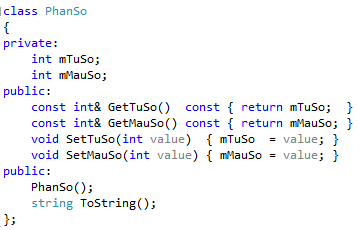 class PhanSo
{
private:
    int mTuSo;
    int mMauSo;
public:
    const int& GetTuSo()  const { return mTuSo;  }
    const int& GetMauSo() const { return mMauSo; }
    void SetTuSo(int value)  { mTuSo  = value; }
    void SetMauSo(int value) { mMauSo = value; }
public:
    PhanSo();
    string ToString();
};